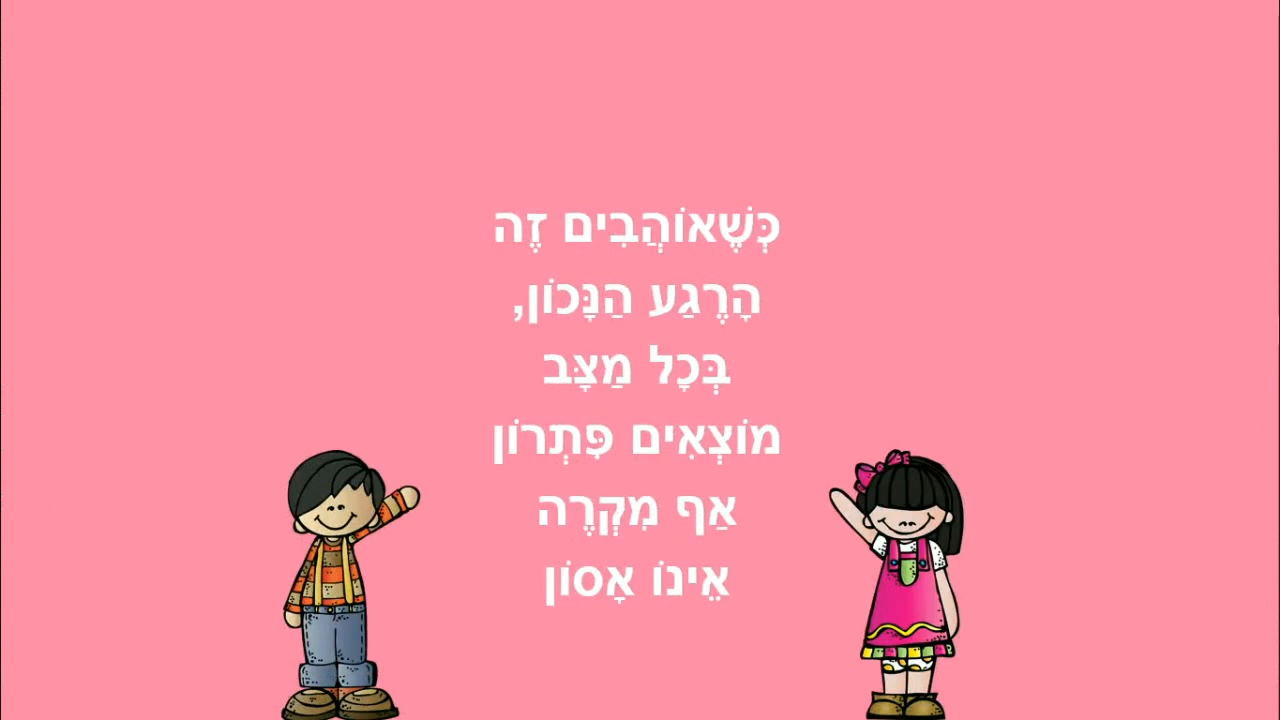 כְּשֶׁאוֹהֲבִים זֶה
הָרֶגַע הַנָּכוֹן,
בְּכָל מַצָּב
מוֹצְאִים פִּתְרוֹן
אַף מִקְרֶה
אֵינוֹ אָסוֹן